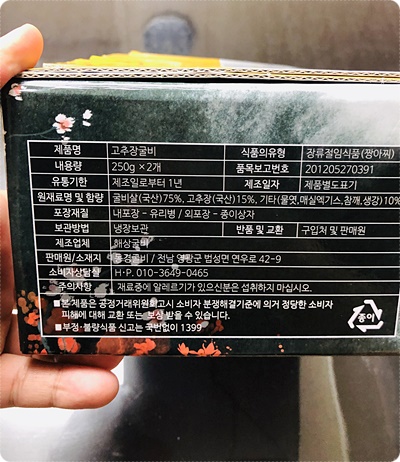 제품명 고추장굴비 식품의유형 장류절임식품(짱아찌)
내용량 250g×2개 품목보고번호 201205270391
유통기한 제조일로부터 1년 제조일자 제품별도표기
원재료명 및 함량 굴비살(국산)75%, 고추장(국산)15%, 기타(물엿,매실엑기스,참깨,생강)10%
포장재질 내포장 - 유리병 / 외포장 - 종이상자
보관방법 냉장보관 반품 및 교환 구입처 및 판매원
제조업체 해상굴비
판매원/소재지 동경굴비 / 전남 영광군 법성면 연우로 42-9
소비자상담실 H·P. 010-3649-0465
주의사항 재료중에 알레르기가 있으신분은 섭취하지 마십시오.
■본 제품은 공정거래위원회고시 소비자 분쟁해결기준에 의거 정당한 소비자
피해에 대한 교환 또는 보상 받을 수 있습니다.
■부정·불량식품 신고는 국번없이 1399
종이